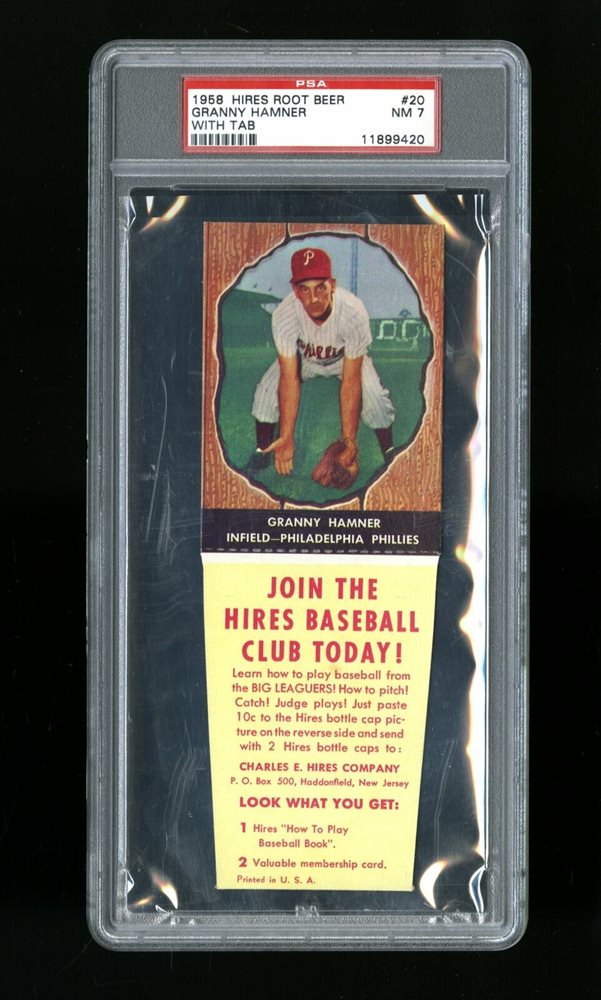 PSA
1958 HIRES ROOT BEER #20
GRANNY HAMNER NM 7
WITH TAB
11899420
P
Phillies
GRANNY HAMNER
INFIELD—PHILADELPHIA PHILLIES
JOIN THE
HIRES BASEBALL
CLUB TODAY!
Learn how to play baseball from
the BIG LEAGUERS! How to pitch!
Catch! Judge plays! Just paste
10c to the Hires bottle cap pic-
ture on the reverse side and send
with 2 Hires bottle caps to:
CHARLES E. HIRES COMPANY
P. O. Box 500, Haddonfield, New Jersey
LOOK WHAT YOU GET:
1 Hires "How To Play
Baseball Book".
2 Valuable membership card.
Printed in U. S. A.